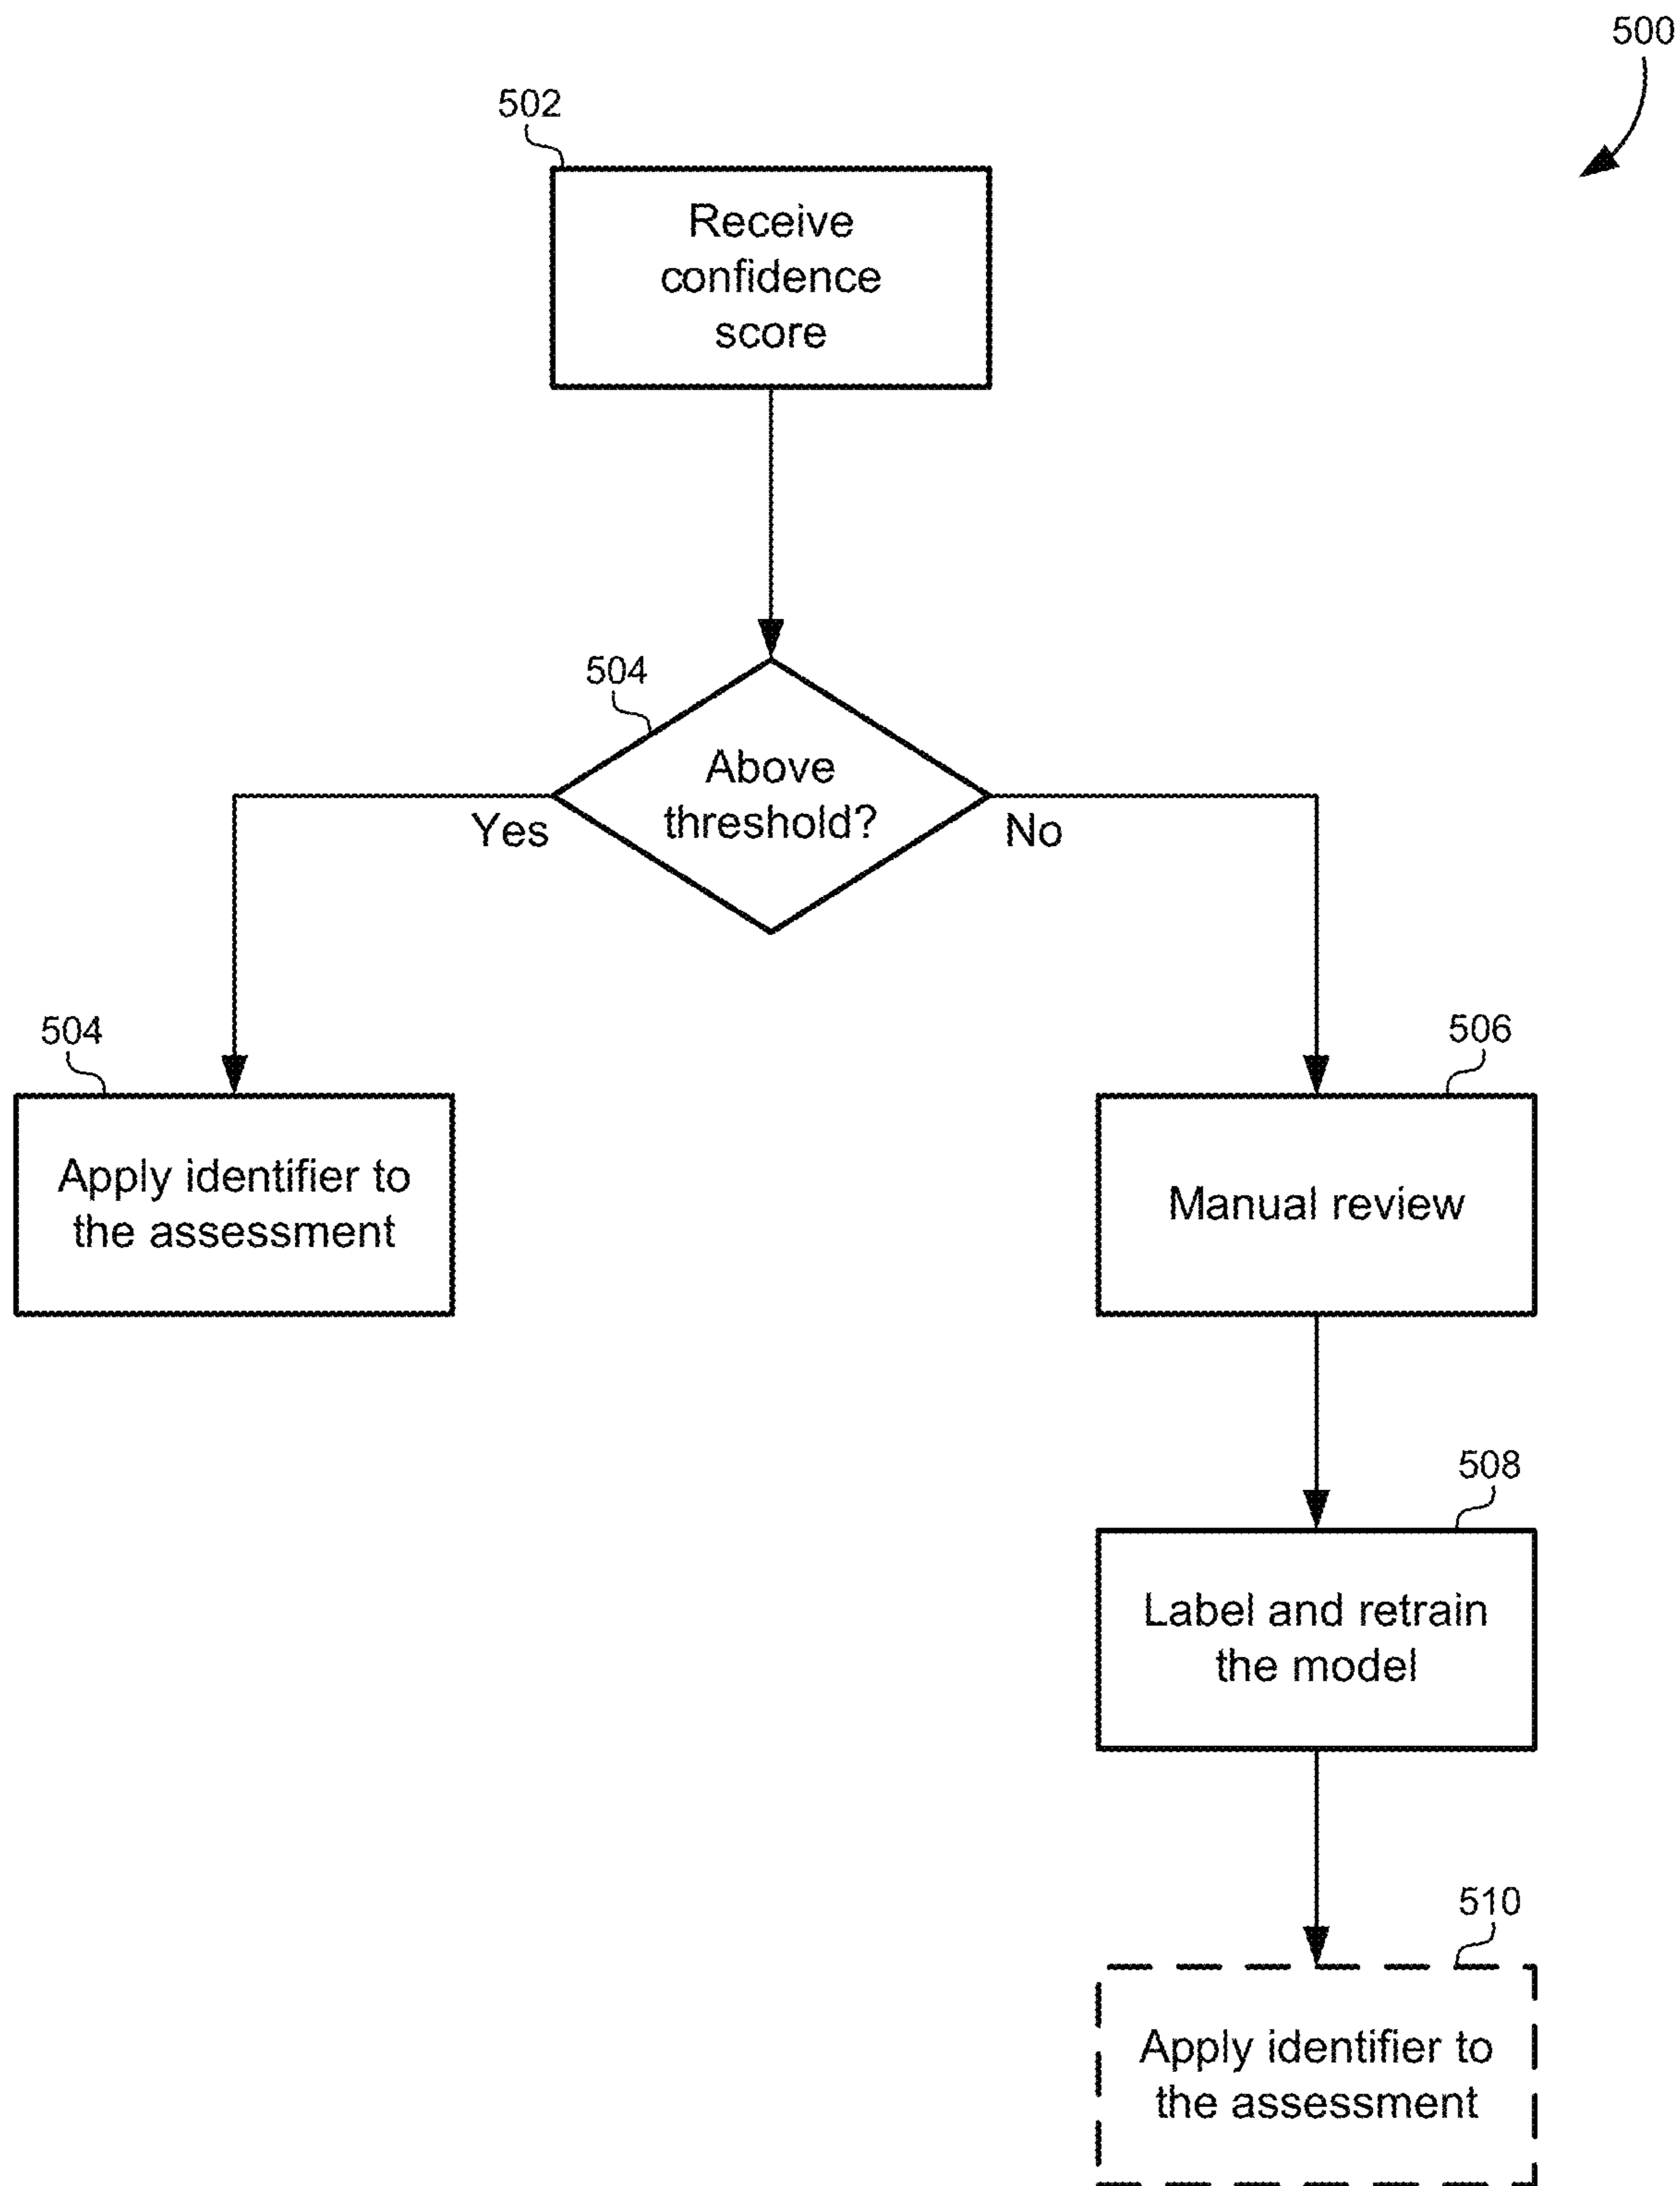 500
502
Receive
confidence
score
504
Above
threshold?
Yes
No
504
Apply identifier to
the assessment
506
Manual review
508
Label and retrain
the model
510
Apply identifier to
the assessment